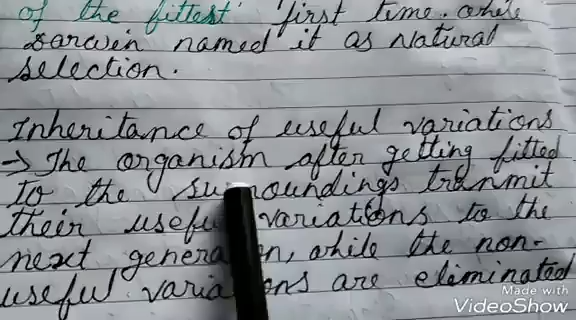 of the fittest' first time. while
Darwin named it as Natural
selection.
Inheritance of useful variations
→ The organism after getting fitted
to the surroundings tranmit
their useful variations to the
next generation, while the non-
useful variations are eliminated
Made with
VideoShow